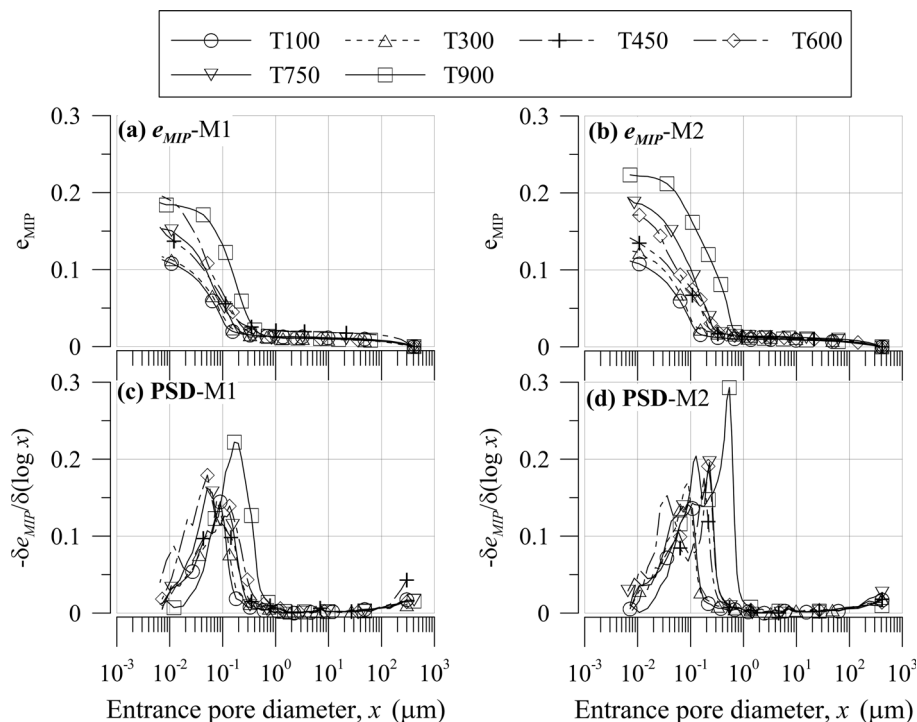 T100 T300 T450 T600
T750 T900
(a) e_MIP-M1
(b) e_MIP-M2
0.3
0.2
0.1
0
e_MIP
0.3
0.2
0.1
0
e_MIP
(c) PSD-M1
(d) PSD-M2
0.3
0.2
0.1
0
-δe_MIP/δ(log x)
0.3
0.2
0.1
0
-δe_MIP/δ(log x)
10^-3 10^-2 10^-1 10^0 10^1 10^2 10^3
10^-3 10^-2 10^-1 10^0 10^1 10^2 10^3
Entrance pore diameter, x (μm)
Entrance pore diameter, x (μm)